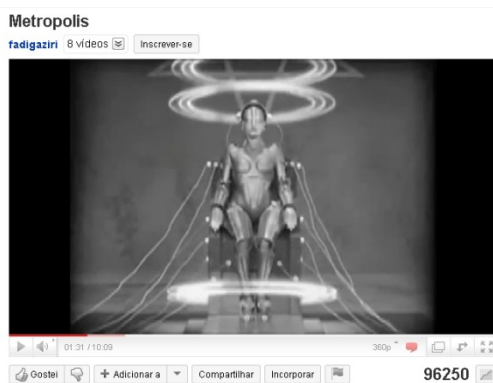 Metropolis
fadigaziri 8 vídeos Inscrever-se
01:31 / 10:09 360p
Gostei + Adicionar a Compartilhar Incorporar 96250